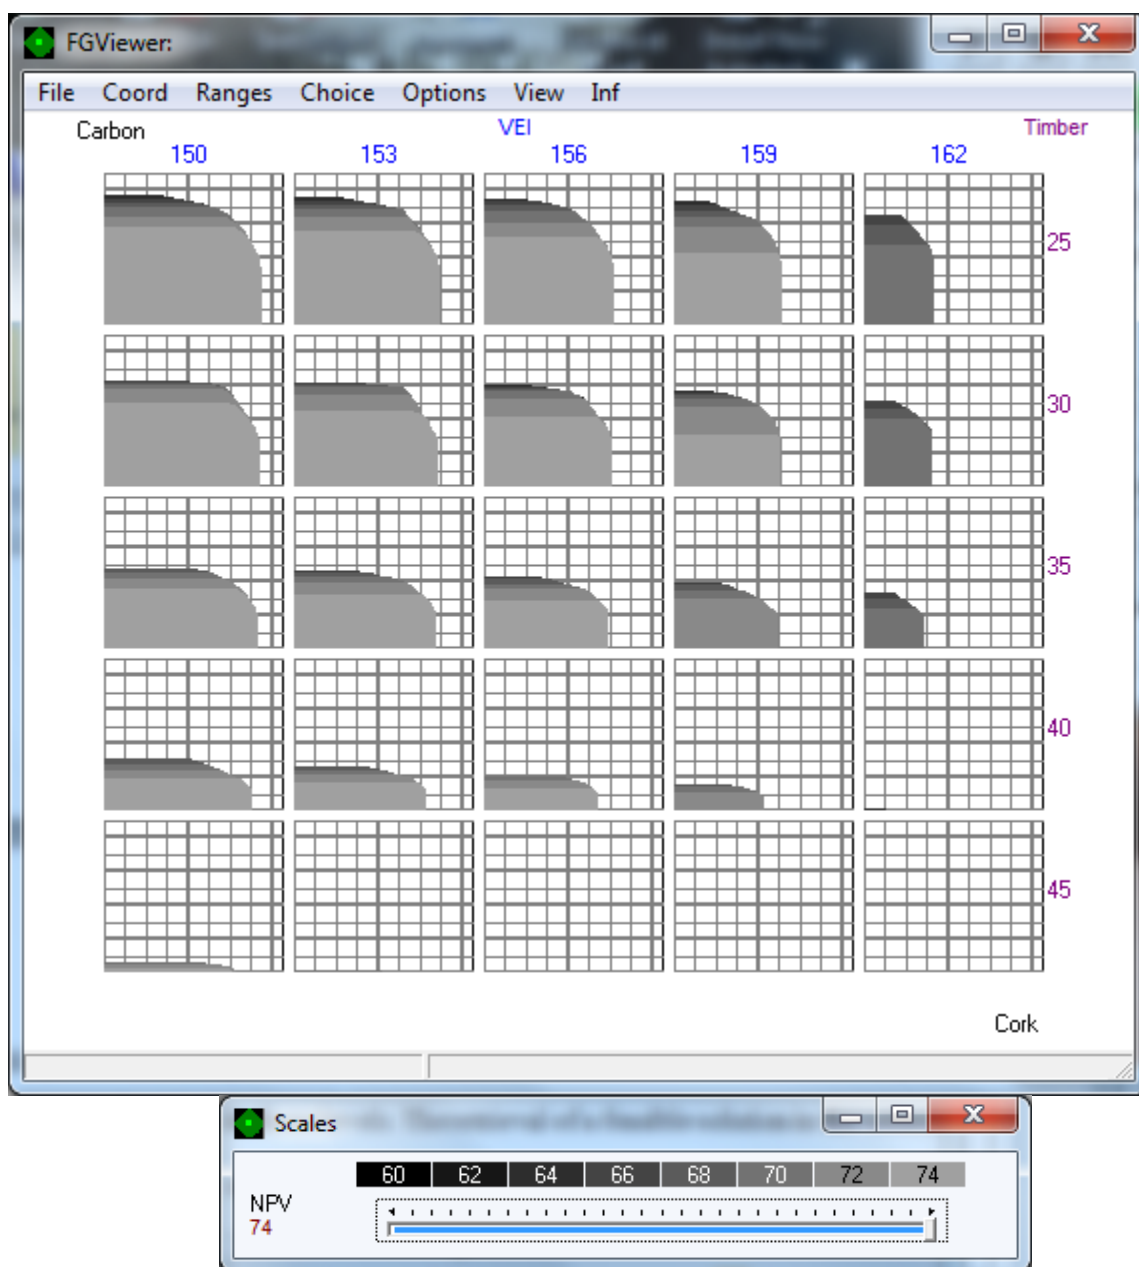 FGViewer:
File Coord Ranges Choice Options View Inf
Carbon VEI Timber
150 153 156 159 162
25
30
35
40
45
Cork
Scales
60 62 64 66 68 70 72 74
NPV
74